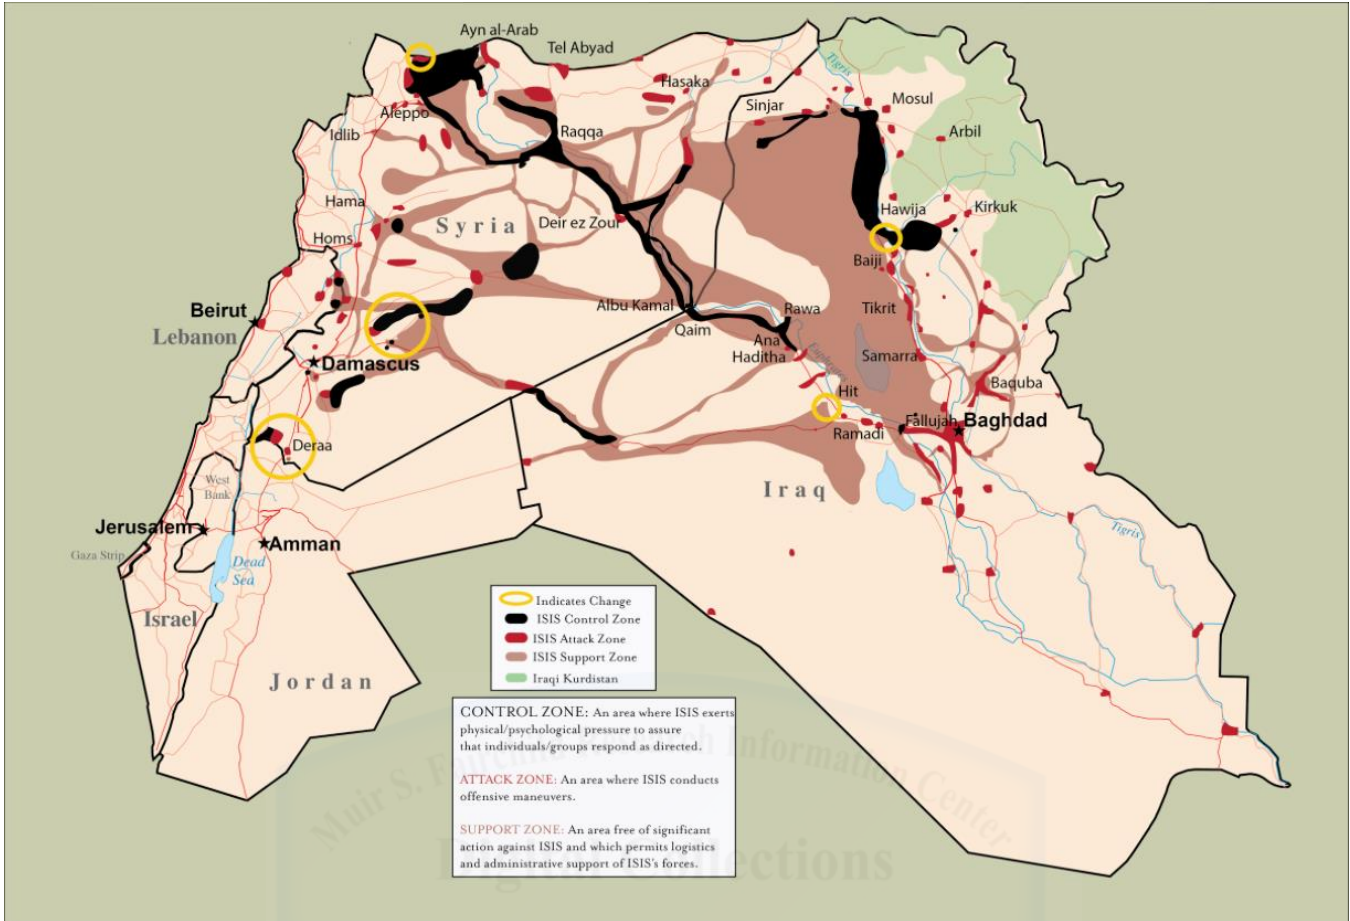 Ayn al-Arab
Tel Abyad
Hasaka
Tigris
Mosul
Sinjar
Aleppo
Idlib
Raqqa
Arbil
Hama
Syria
Deir ez Zour
Hawija
Kirkuk
Homs
Baiji
Albu Kamal
Rawa
Tikrit
Beirut
Lebanon
Qaim
Ana
Haditha
Euphrates
Samarra
Damascus
Baquba
Hit
Fallujah
Baghdad
Ramadi
Deraa
West
Bank
Iraq
Jerusalem
Amman
Gaza Strip
Dead
Sea
Tigris
Israel
Jordan
Indicates Change
ISIS Control Zone
ISIS Attack Zone
ISIS Support Zone
Iraqi Kurdistan
CONTROL ZONE: An area where ISIS exerts
physical/psychological pressure to assure
that individuals/groups respond as directed.
ATTACK ZONE: An area where ISIS conducts
offensive maneuvers.
SUPPORT ZONE: An area free of significant
action against ISIS and which permits logistics
and administrative support of ISIS's forces.
Muir S. Fairchild Research Information Center
Digital Collections